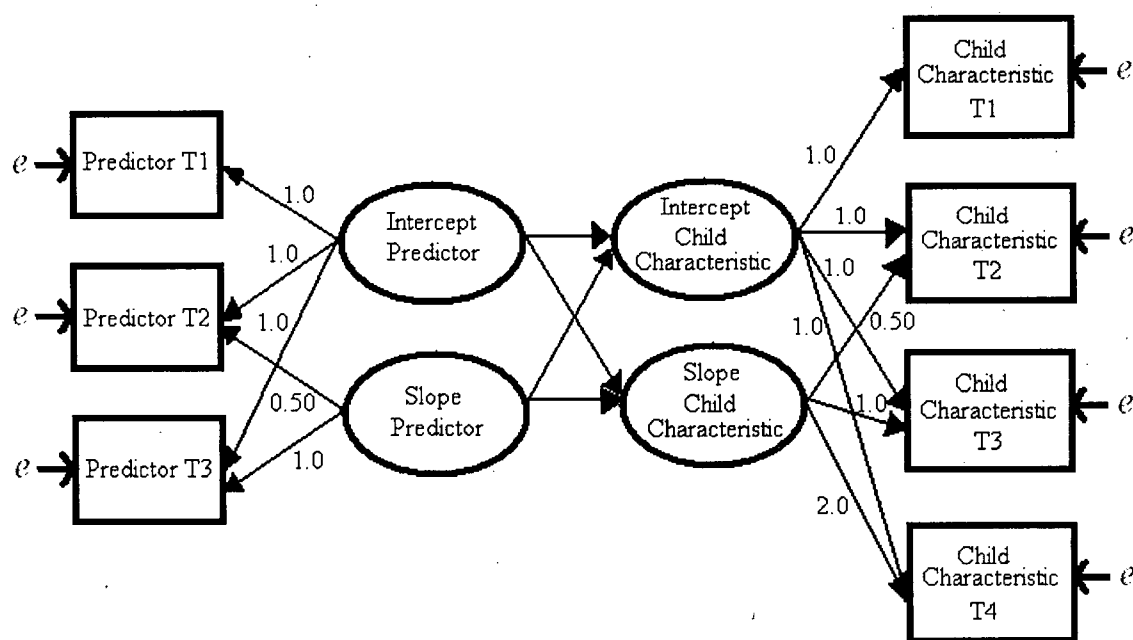 Child
Characteristic
T1
e
e
Predictor T1
1.0
1.0
Intercept
Predictor
Intercept
Child
Characteristic
1.0
Child
Characteristic
T2
e
1.0
1.0
e
Predictor T2
1.0
1.0
0.50
0.50
Slope
Predictor
Slope
Child
Characteristic
1.0
Child
Characteristic
T3
e
e
Predictor T3
1.0
2.0
Child
Characteristic
T4
e